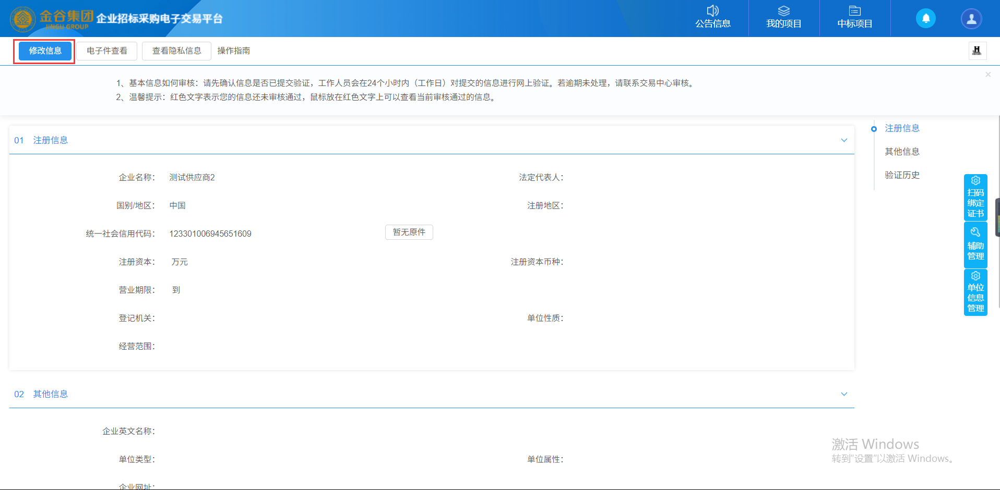 金谷集团
JINGU GROUP
企业招标采购电子交易平台
公告信息
我的项目
中标项目
修改信息
电子件查看
查看隐私信息
操作指南
H
1、基本信息如何审核：请先确认信息是否已提交验证，工作人员会在24个小时内（工作日）对提交的信息进行网上验证。若逾期未处理，请联系交易中心审核。
2、温馨提示：红色文字表示您的信息还未审核通过，鼠标放在红色文字上可以查看当前审核通过的信息。
01 注册信息
企业名称： 测试供应商2
法定代表人：
国别/地区： 中国
注册地区：
统一社会信用代码： 123301006945651609
暂无原件
注册资本： 万元
注册资本币种：
营业期限： 到
登记机关：
单位性质：
经营范围：
02 其他信息
企业英文名称：
单位类型：
单位属性：
企业网址：
注册信息
其他信息
验证历史
扫码
绑定
证书
辅助
管理
单位
信息
管理
激活 Windows
转到"设置"以激活 Windows。